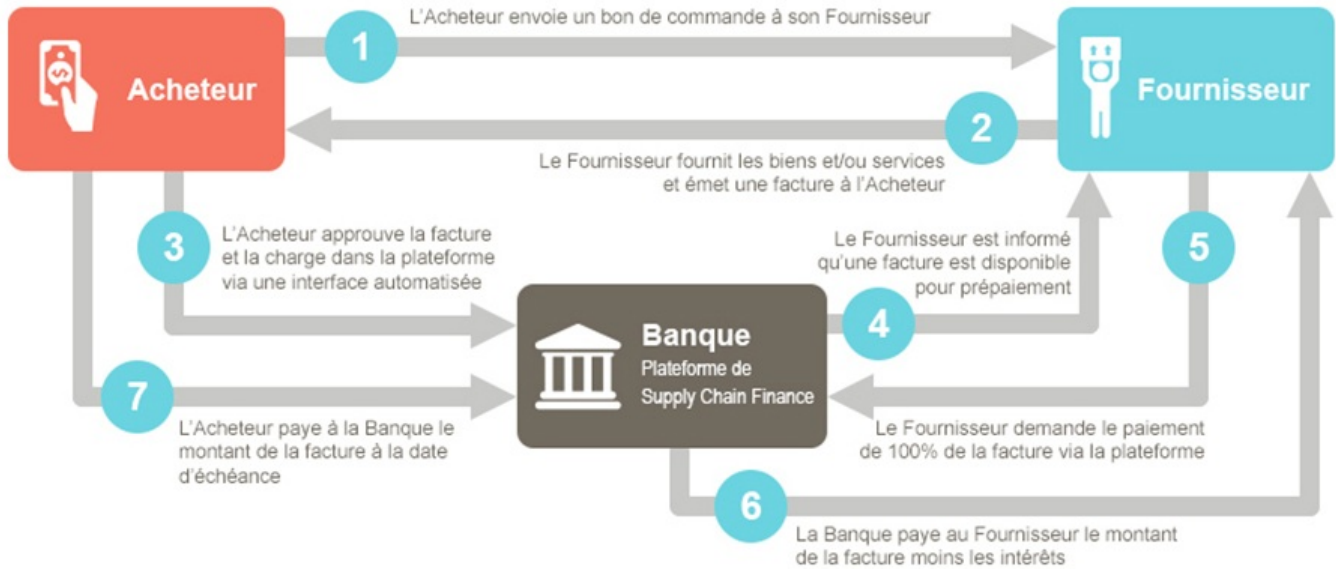 L'Acheteur envoie un bon de commande à son Fournisseur
1
Acheteur
Fournisseur
2
Le Fournisseur fournit les biens et/ou services
et émet une facture à l'Acheteur
3
L'Acheteur approuve la facture
et la charge dans la plateforme
via une interface automatisée
Le Fournisseur est informé
qu'une facture est disponible
pour prépaiement
4
5
Banque
Plateforme de
Supply Chain Finance
Le Fournisseur demande le paiement
de 100% de la facture via la plateforme
6
La Banque paye au Fournisseur le montant
de la facture moins les intérêts
7
L'Acheteur paye à la Banque le
montant de la facture à la date
d'échéance